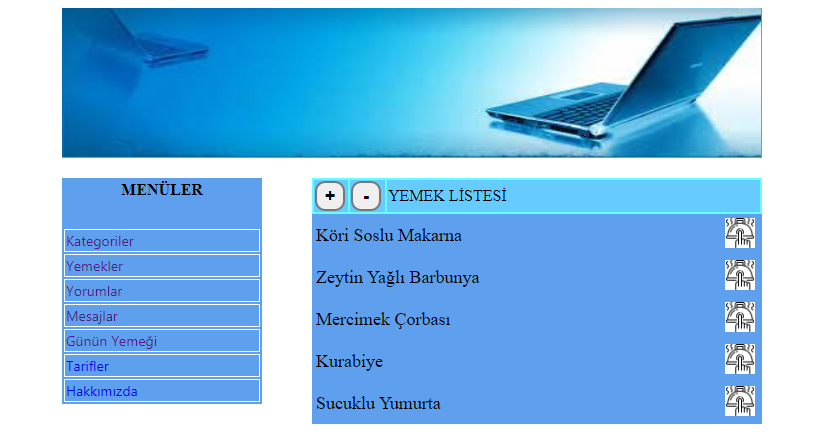 MENÜLER
Kategoriler
Yemekler
Yorumlar
Mesajlar
Günün Yemeği
Tarifler
Hakkımızda
+ - YEMEK LİSTESİ
Köri Soslu Makarna
Zeytin Yağlı Barbunya
Mercimek Çorbası
Kurabiye
Sucuklu Yumurta